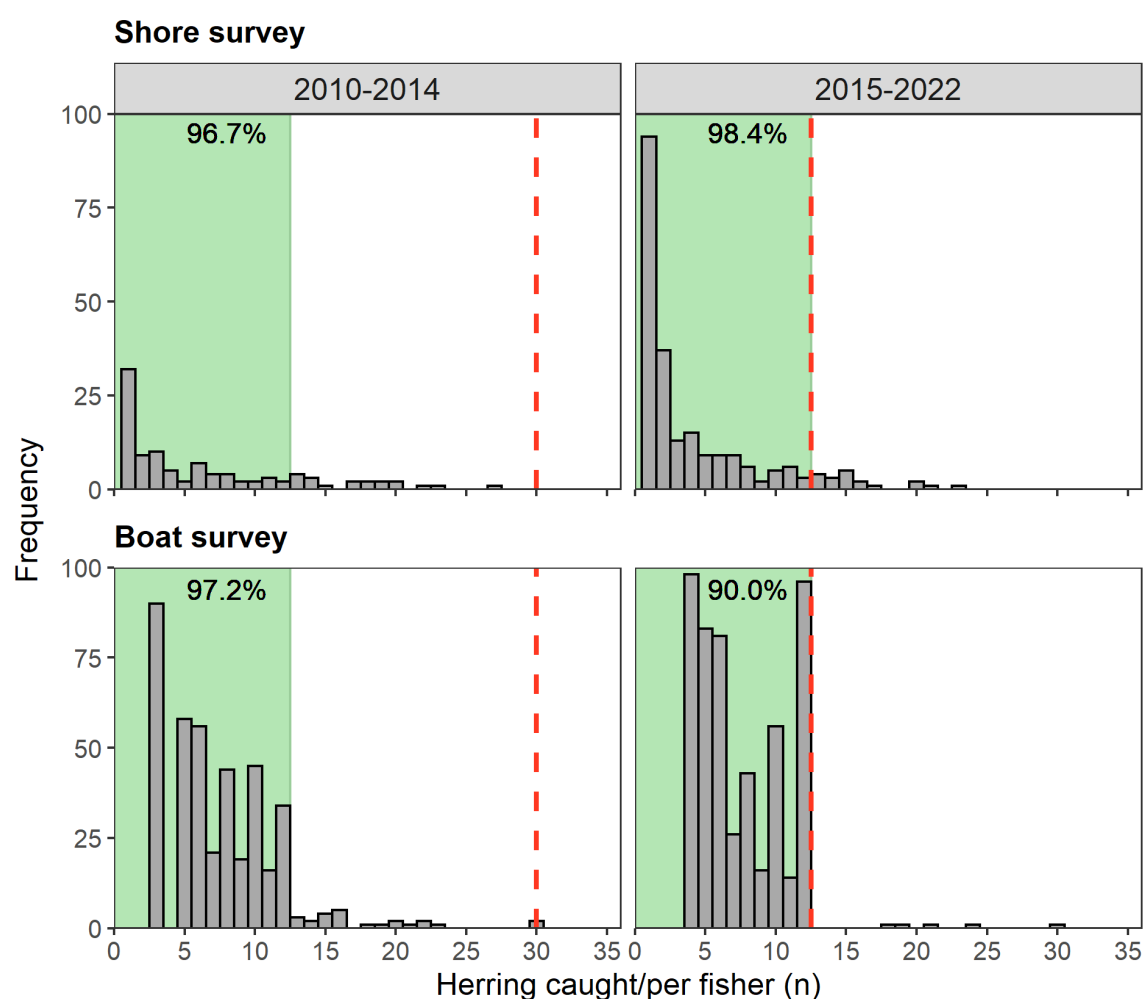 Shore survey
2010-2014 2015-2022
100 96.7% 98.4%
75
50
25
0
Frequency
Boat survey
100 97.2% 90.0%
75
50
25
0
0 5 10 15 20 25 30 35 0 5 10 15 20 25 30 35
Herring caught/per fisher (n)